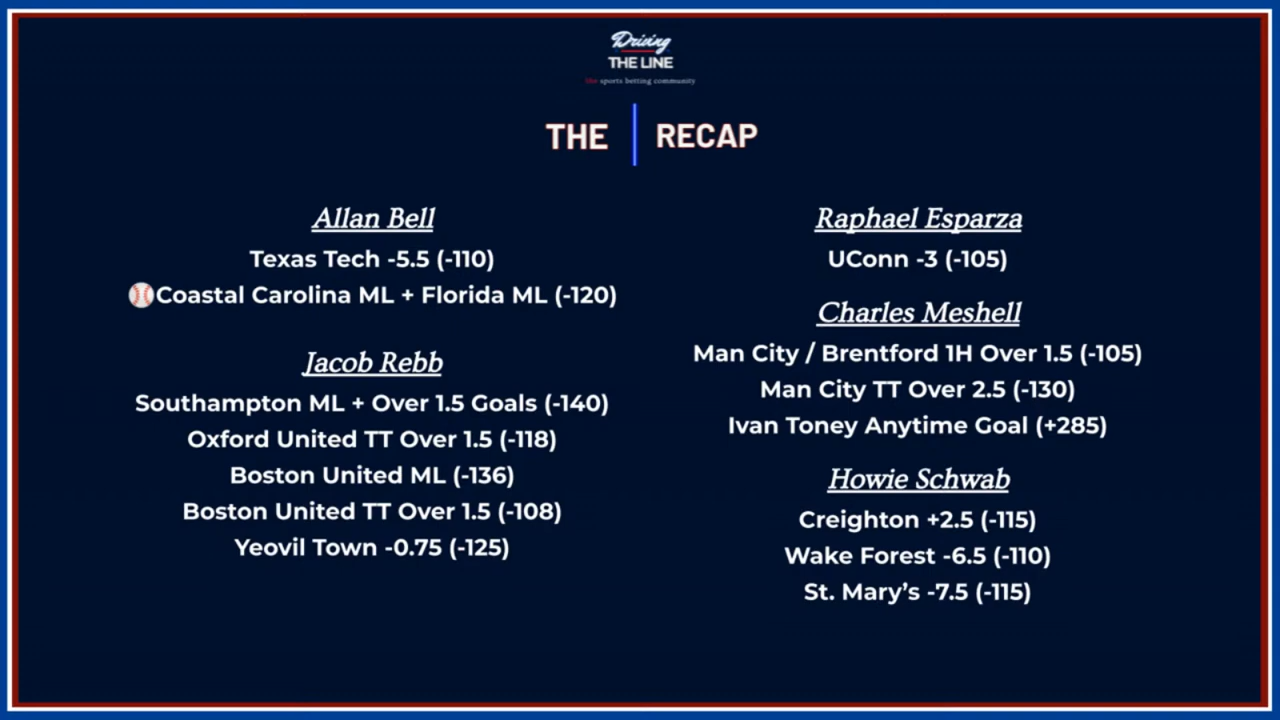 Driving
THE LINE
the sports betting community
THE RECAP
Allan Bell
Texas Tech -5.5 (-110)
⚾Coastal Carolina ML + Florida ML (-120)
Jacob Rebb
Southampton ML + Over 1.5 Goals (-140)
Oxford United TT Over 1.5 (-118)
Boston United ML (-136)
Boston United TT Over 1.5 (-108)
Yeovil Town -0.75 (-125)
Raphael Esparza
UConn -3 (-105)
Charles Meshell
Man City / Brentford 1H Over 1.5 (-105)
Man City TT Over 2.5 (-130)
Ivan Toney Anytime Goal (+285)
Howie Schwab
Creighton +2.5 (-115)
Wake Forest -6.5 (-110)
St. Mary’s -7.5 (-115)